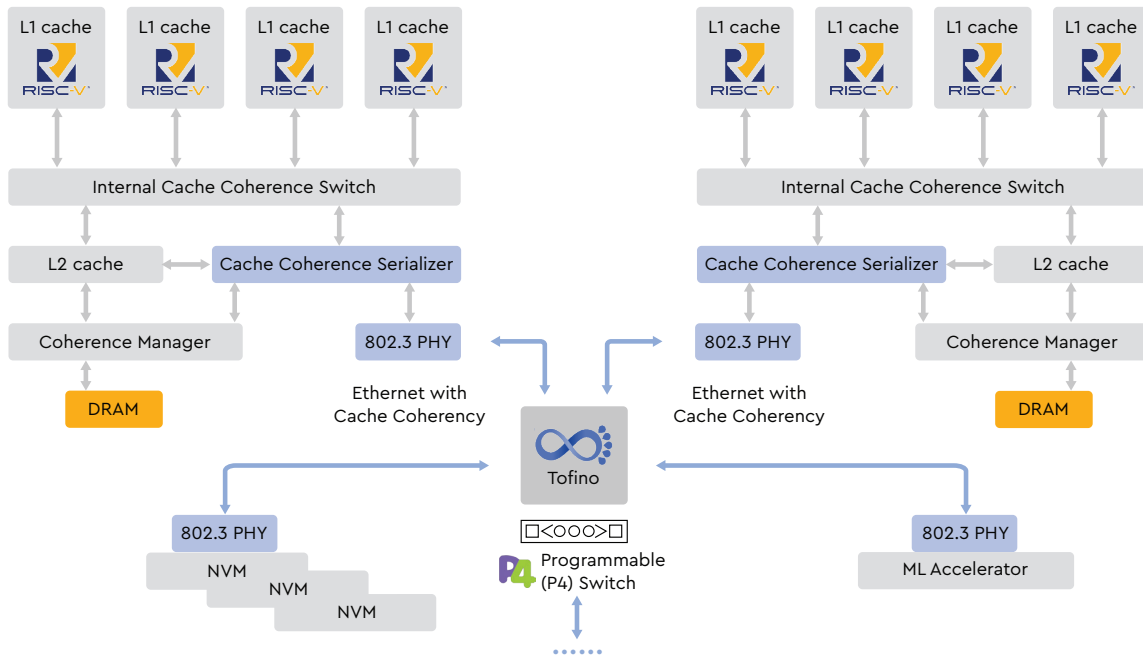 L1 cache L1 cache L1 cache L1 cache L1 cache L1 cache L1 cache L1 cache
RISC-V RISC-V RISC-V RISC-V RISC-V RISC-V RISC-V RISC-V
Internal Cache Coherence Switch Internal Cache Coherence Switch
L2 cache Cache Coherence Serializer Cache Coherence Serializer L2 cache
Coherence Manager 802.3 PHY 802.3 PHY Coherence Manager
DRAM Ethernet with Ethernet with DRAM
Cache Coherency Cache Coherency
Tofino
802.3 PHY 802.3 PHY
NVM P4 Programmable ML Accelerator
NVM (P4) Switch
NVM